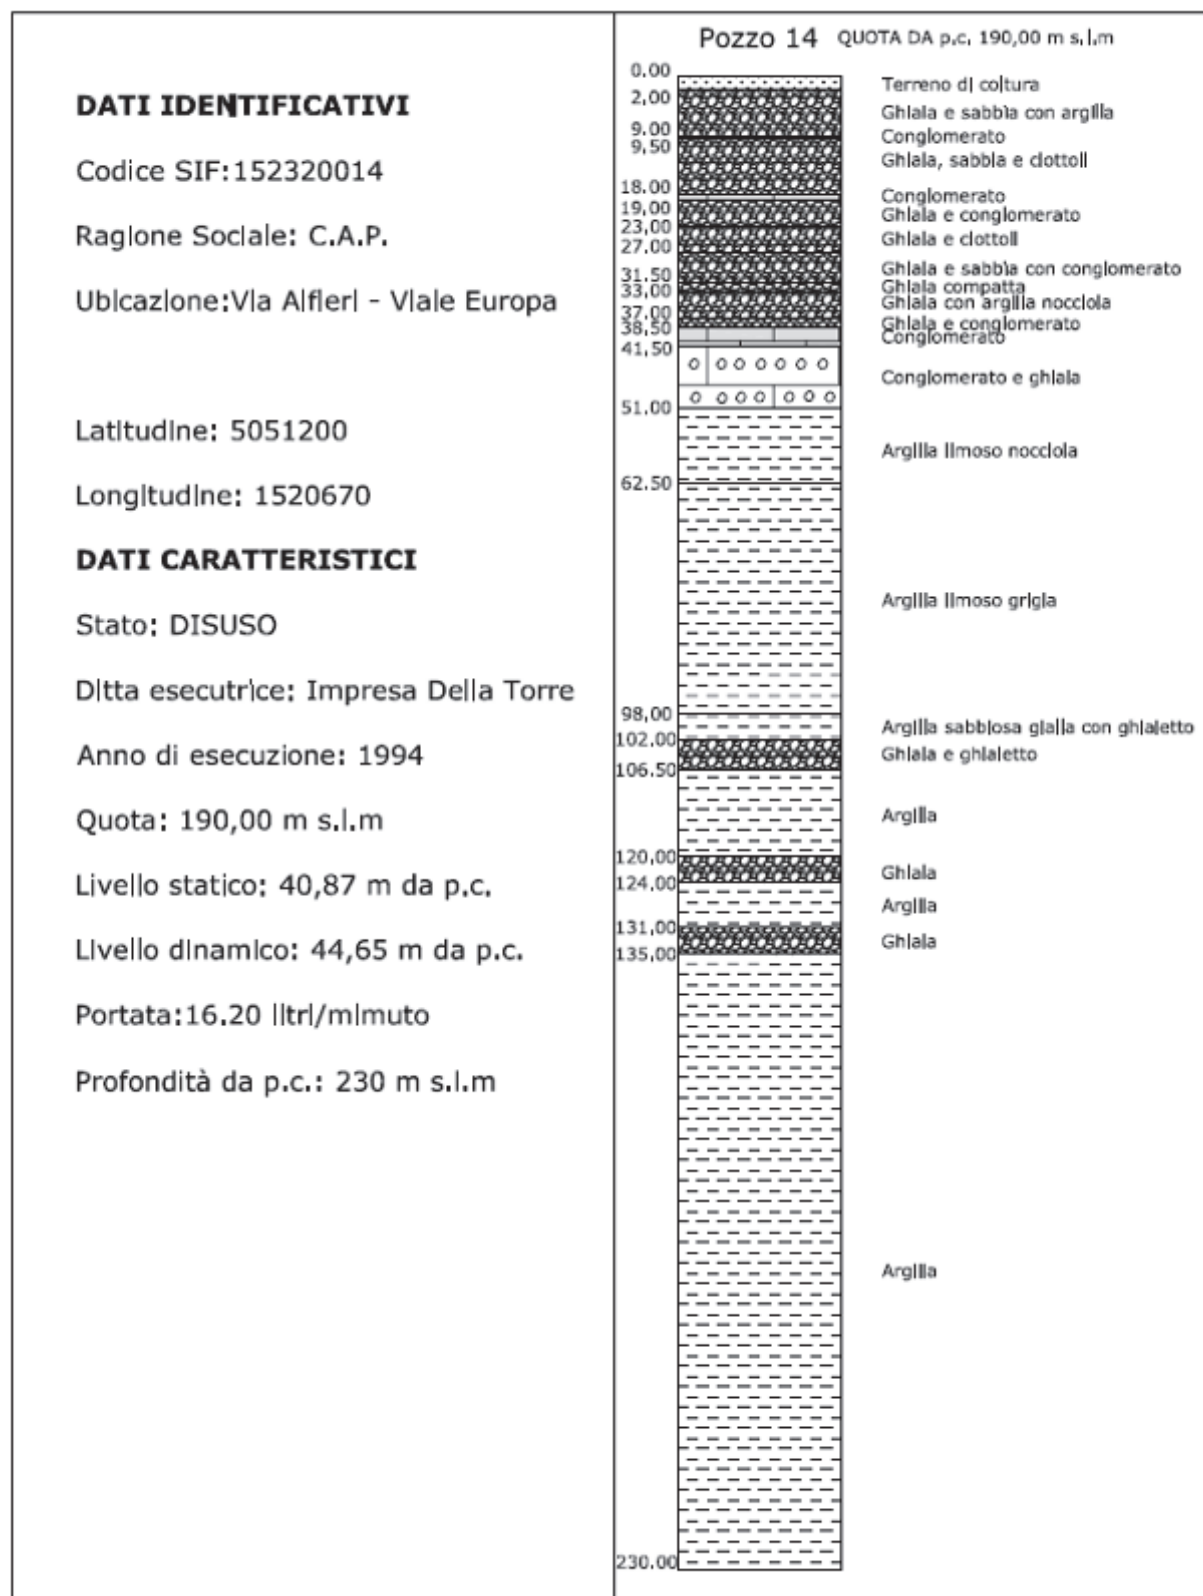 DATI IDENTIFICATIVI
Codice SIF:152320014
Ragione Sociale: C.A.P.
Ubicazione:Via Alfieri - Viale Europa
Latitudine: 5051200
Longitudine: 1520670
DATI CARATTERISTICI
Stato: DISUSO
Ditta esecutrice: Impresa Della Torre
Anno di esecuzione: 1994
Quota: 190,00 m s.l.m
Livello statico: 40,87 m da p.c.
Livello dinamico: 44,65 m da p.c.
Portata:16.20 litri/mimuto
Profondità da p.c.: 230 m s.l.m
Pozzo 14 QUOTA DA p.c. 190,00 m s.l.m
0.00
Terreno di coltura
2,00
Ghiaia e sabbia con argilla
9.00
Conglomerato
9,50
Ghiaia, sabbia e ciottoli
18.00
Conglomerato
19,00
Ghiaia e conglomerato
23,00
Ghiaia e ciottoli
27.00
Ghiaia e sabbia con conglomerato
31.50
Ghiaia compatta
33,00
Ghiaia con argilla nocciola
37.00
Ghiaia e conglomerato
38,50
Conglomerato
41,50
Conglomerato e ghiaia
51.00
Argilla limoso nocciola
62.50
Argilla limoso grigia
98,00
Argilla sabbiosa gialla con ghiaietto
102.00
Ghiaia e ghiaietto
106.50
Argilla
120,00
Ghiaia
124.00
Argilla
131,00
Ghiaia
135,00
Argilla
230.00